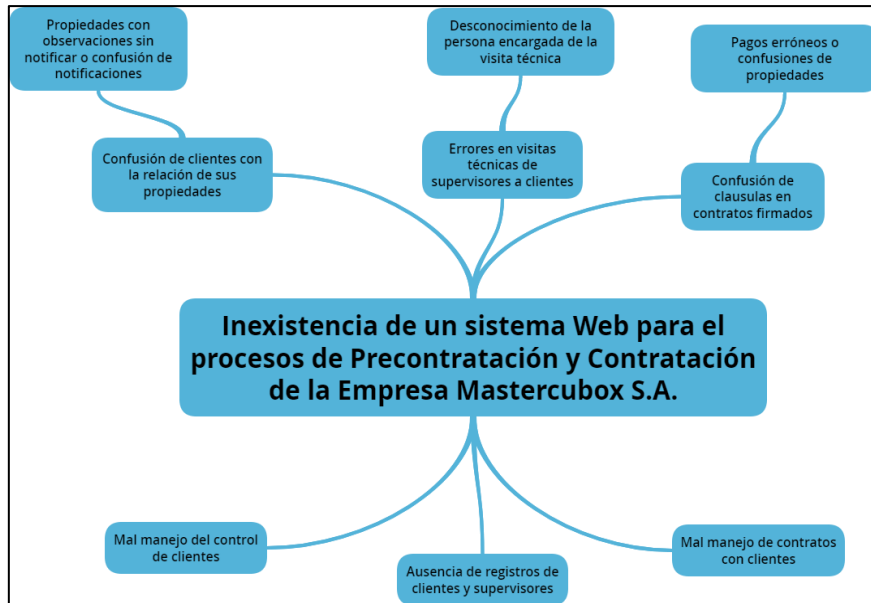 Propiedades con
observaciones sin
notificar o confusión de
notificaciones
Desconocimiento de la
persona encargada de la
visita técnica
Pagos erróneos o
confusiones de
propiedades
Confusión de clientes con
la relación de sus
propiedades
Errores en visitas
técnicas de
supervisores a clientes
Confusión de
clausulas en
contratos firmados
Inexistencia de un sistema Web para el
procesos de Precontratación y Contratación
de la Empresa Mastercubox S.A.
Mal manejo del control
de clientes
Ausencia de registros de
clientes y supervisores
Mal manejo de contratos
con clientes